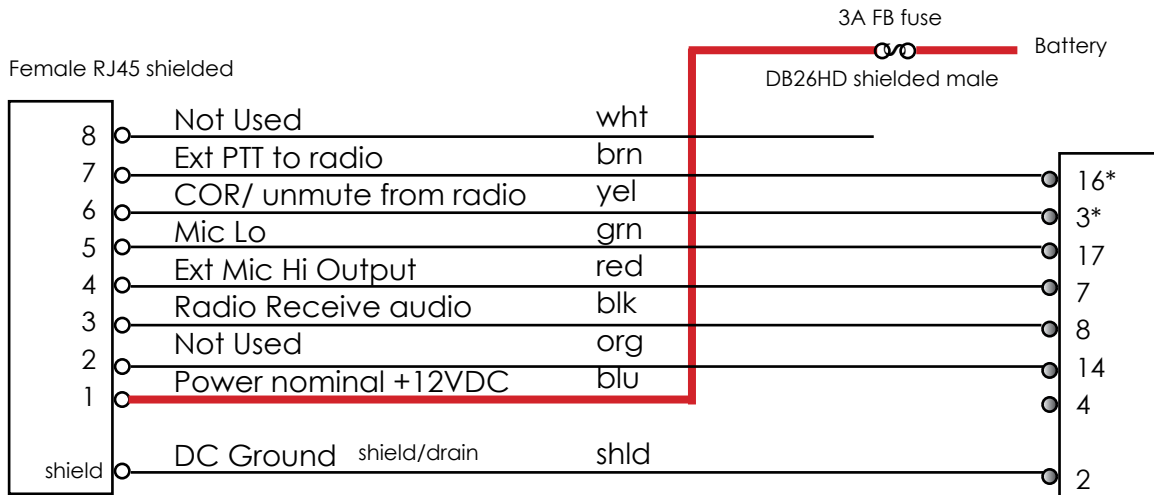 3A FB fuse
Battery
Female RJ45 shielded
DB26HD shielded male
8 Not Used wht
7 Ext PTT to radio brn 16*
6 COR/ unmute from radio yel 3*
5 Mic Lo grn 17
4 Ext Mic Hi Output red 7
3 Radio Receive audio blk 8
2 Not Used org 14
1 Power nominal +12VDC blu 4
shield DC Ground shield/drain shld 2